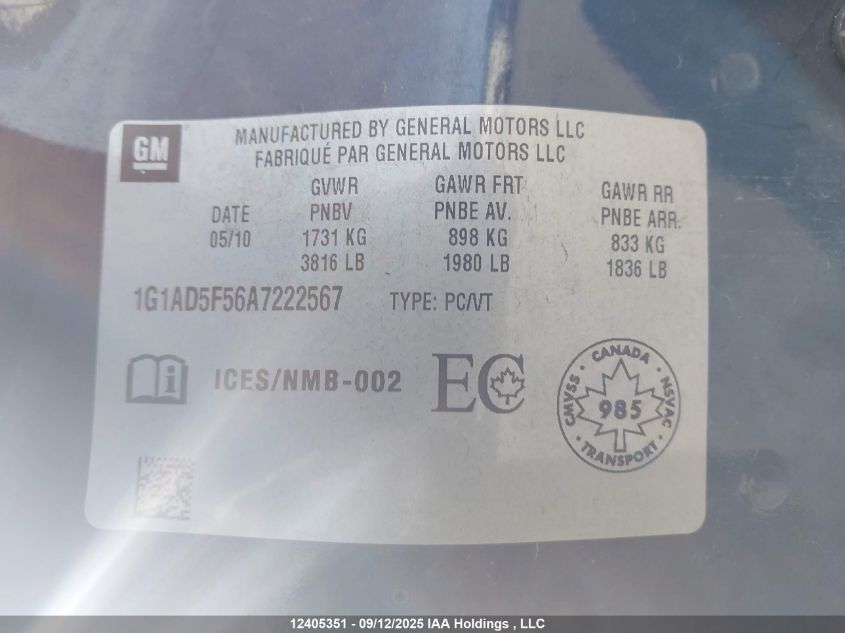 GM
MANUFACTURED BY GENERAL MOTORS LLC
FABRIQUÉ PAR GENERAL MOTORS LLC
DATE
05/10
GVWR
PNBV
1731 KG
3816 LB
GAWR FRT
PNBE AV.
898 KG
1980 LB
GAWR RR
PNBE ARR.
833 KG
1836 LB
1G1AD5F56A7222567 TYPE: PC/VT
ICES/NMB-002 EC
CANADA
CMVSS 985 NSVAC
TRANSPORT
12405351 - 09/12/2025 IAA Holdings , LLC